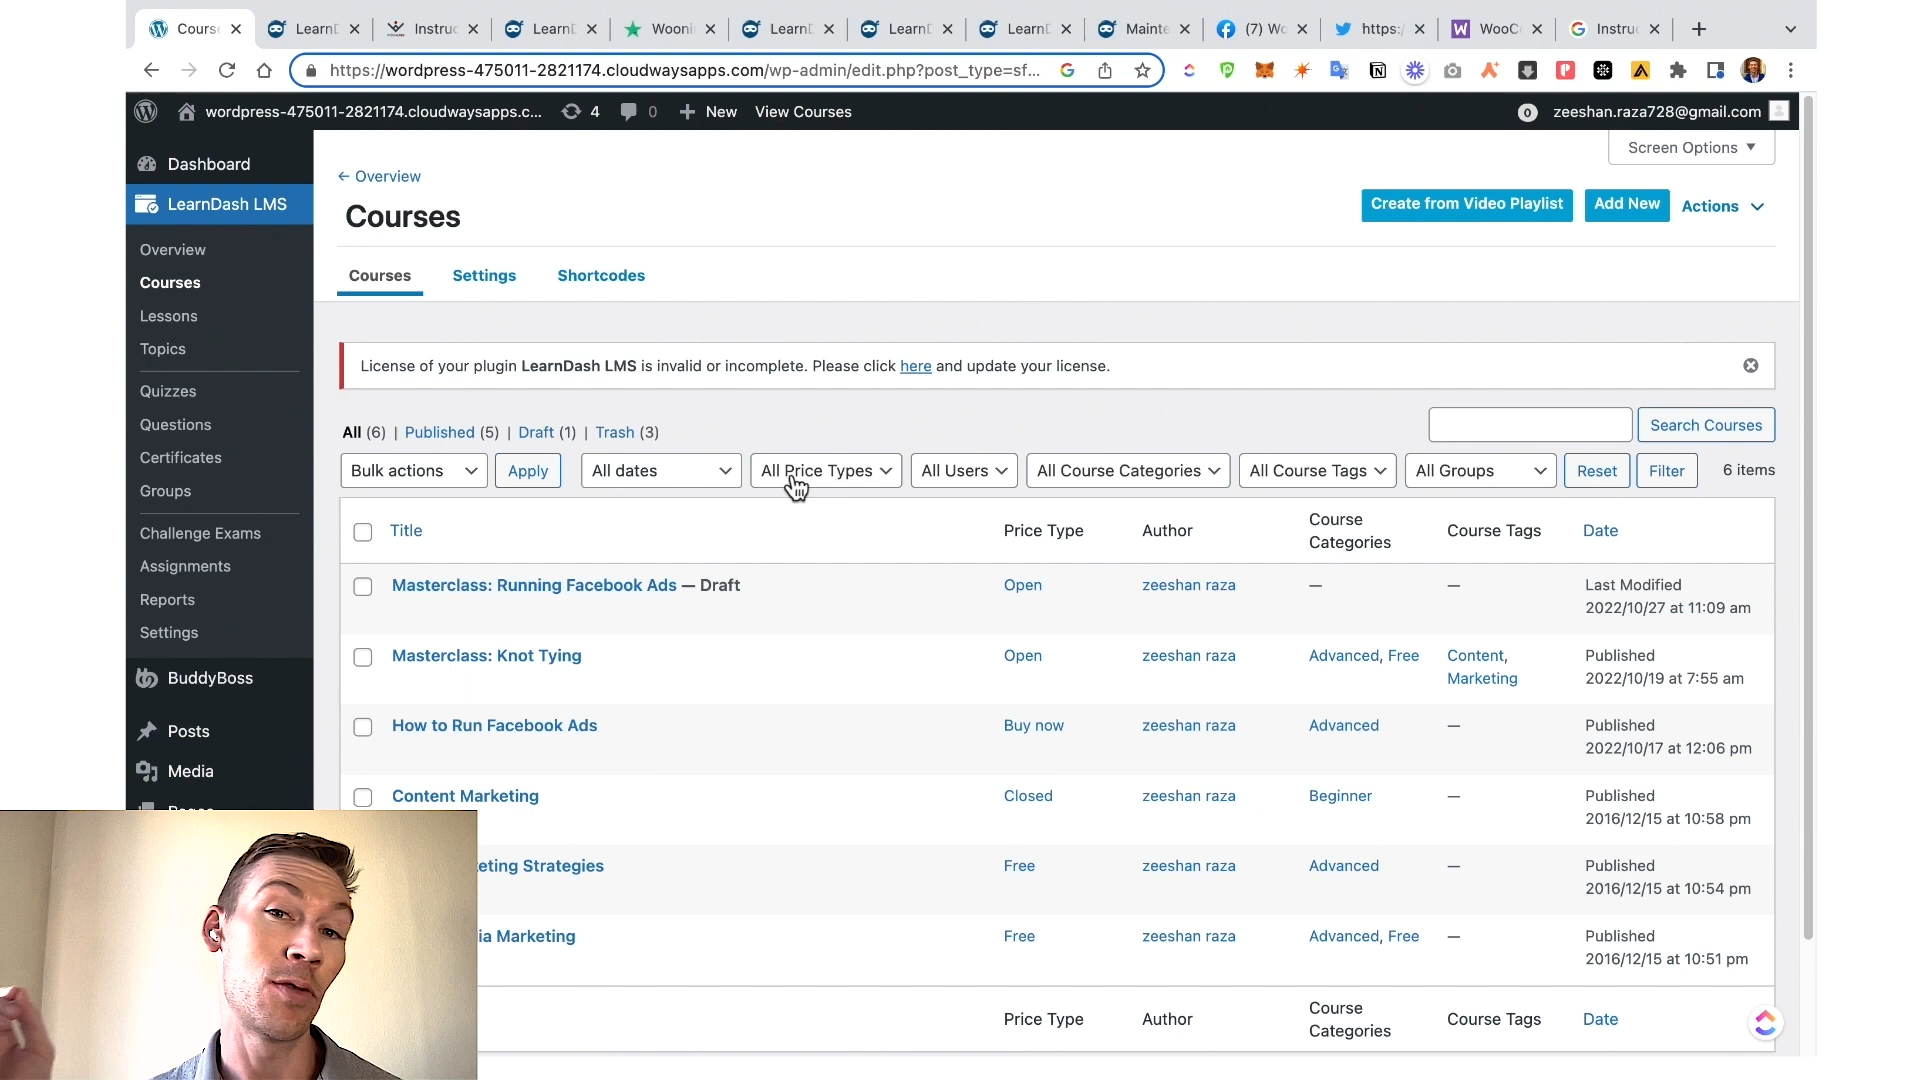 Cours
LearnD
Instruc
LearnD
Wooni
LearnD
LearnD
LearnD
Mainte
(7) Wo
https:/
WooC
Instruc
https://wordpress-475011-2821174.cloudwaysapps.com/wp-admin/edit.php?post_type=sf...
wordpress-475011-2821174.cloudwaysapps.c... 4 0 New View Courses 0 zeeshan.raza728@gmail.com
Screen Options
Dashboard
LearnDash LMS
Overview
Courses
Lessons
Topics
Quizzes
Questions
Certificates
Groups
Challenge Exams
Assignments
Reports
Settings
BuddyBoss
Posts
Media
← Overview
Courses
Create from Video Playlist Add New Actions
Courses Settings Shortcodes
License of your plugin LearnDash LMS is invalid or incomplete. Please click here and update your license.
All (6) | Published (5) | Draft (1) | Trash (3)
Search Courses
Bulk actions Apply All dates All Price Types All Users All Course Categories All Course Tags All Groups Reset Filter 6 items
Title Price Type Author Course Categories Course Tags Date
Masterclass: Running Facebook Ads — Draft Open zeeshan raza — — Last Modified
2022/10/27 at 11:09 am
Masterclass: Knot Tying Open zeeshan raza Advanced, Free Content, Published
Marketing 2022/10/19 at 7:55 am
How to Run Facebook Ads Buy now zeeshan raza Advanced — Published
2022/10/17 at 12:06 pm
Content Marketing Closed zeeshan raza Beginner — Published
2016/12/15 at 10:58 pm
eting Strategies Free zeeshan raza Advanced — Published
2016/12/15 at 10:54 pm
ia Marketing Free zeeshan raza Advanced, Free — Published
2016/12/15 at 10:51 pm
Price Type Author Course Categories Course Tags Date